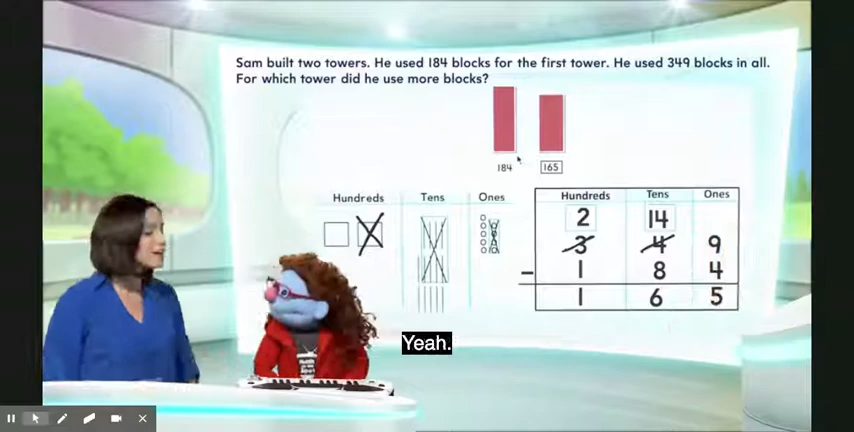 Sam built two towers. He used 184 blocks for the first tower. He used 349 blocks in all.
For which tower did he use more blocks?
184 165
Hundreds Tens Ones
Hundreds Tens Ones
2 14
3 4 9
- 1 8 4
1 6 5
Yeah.